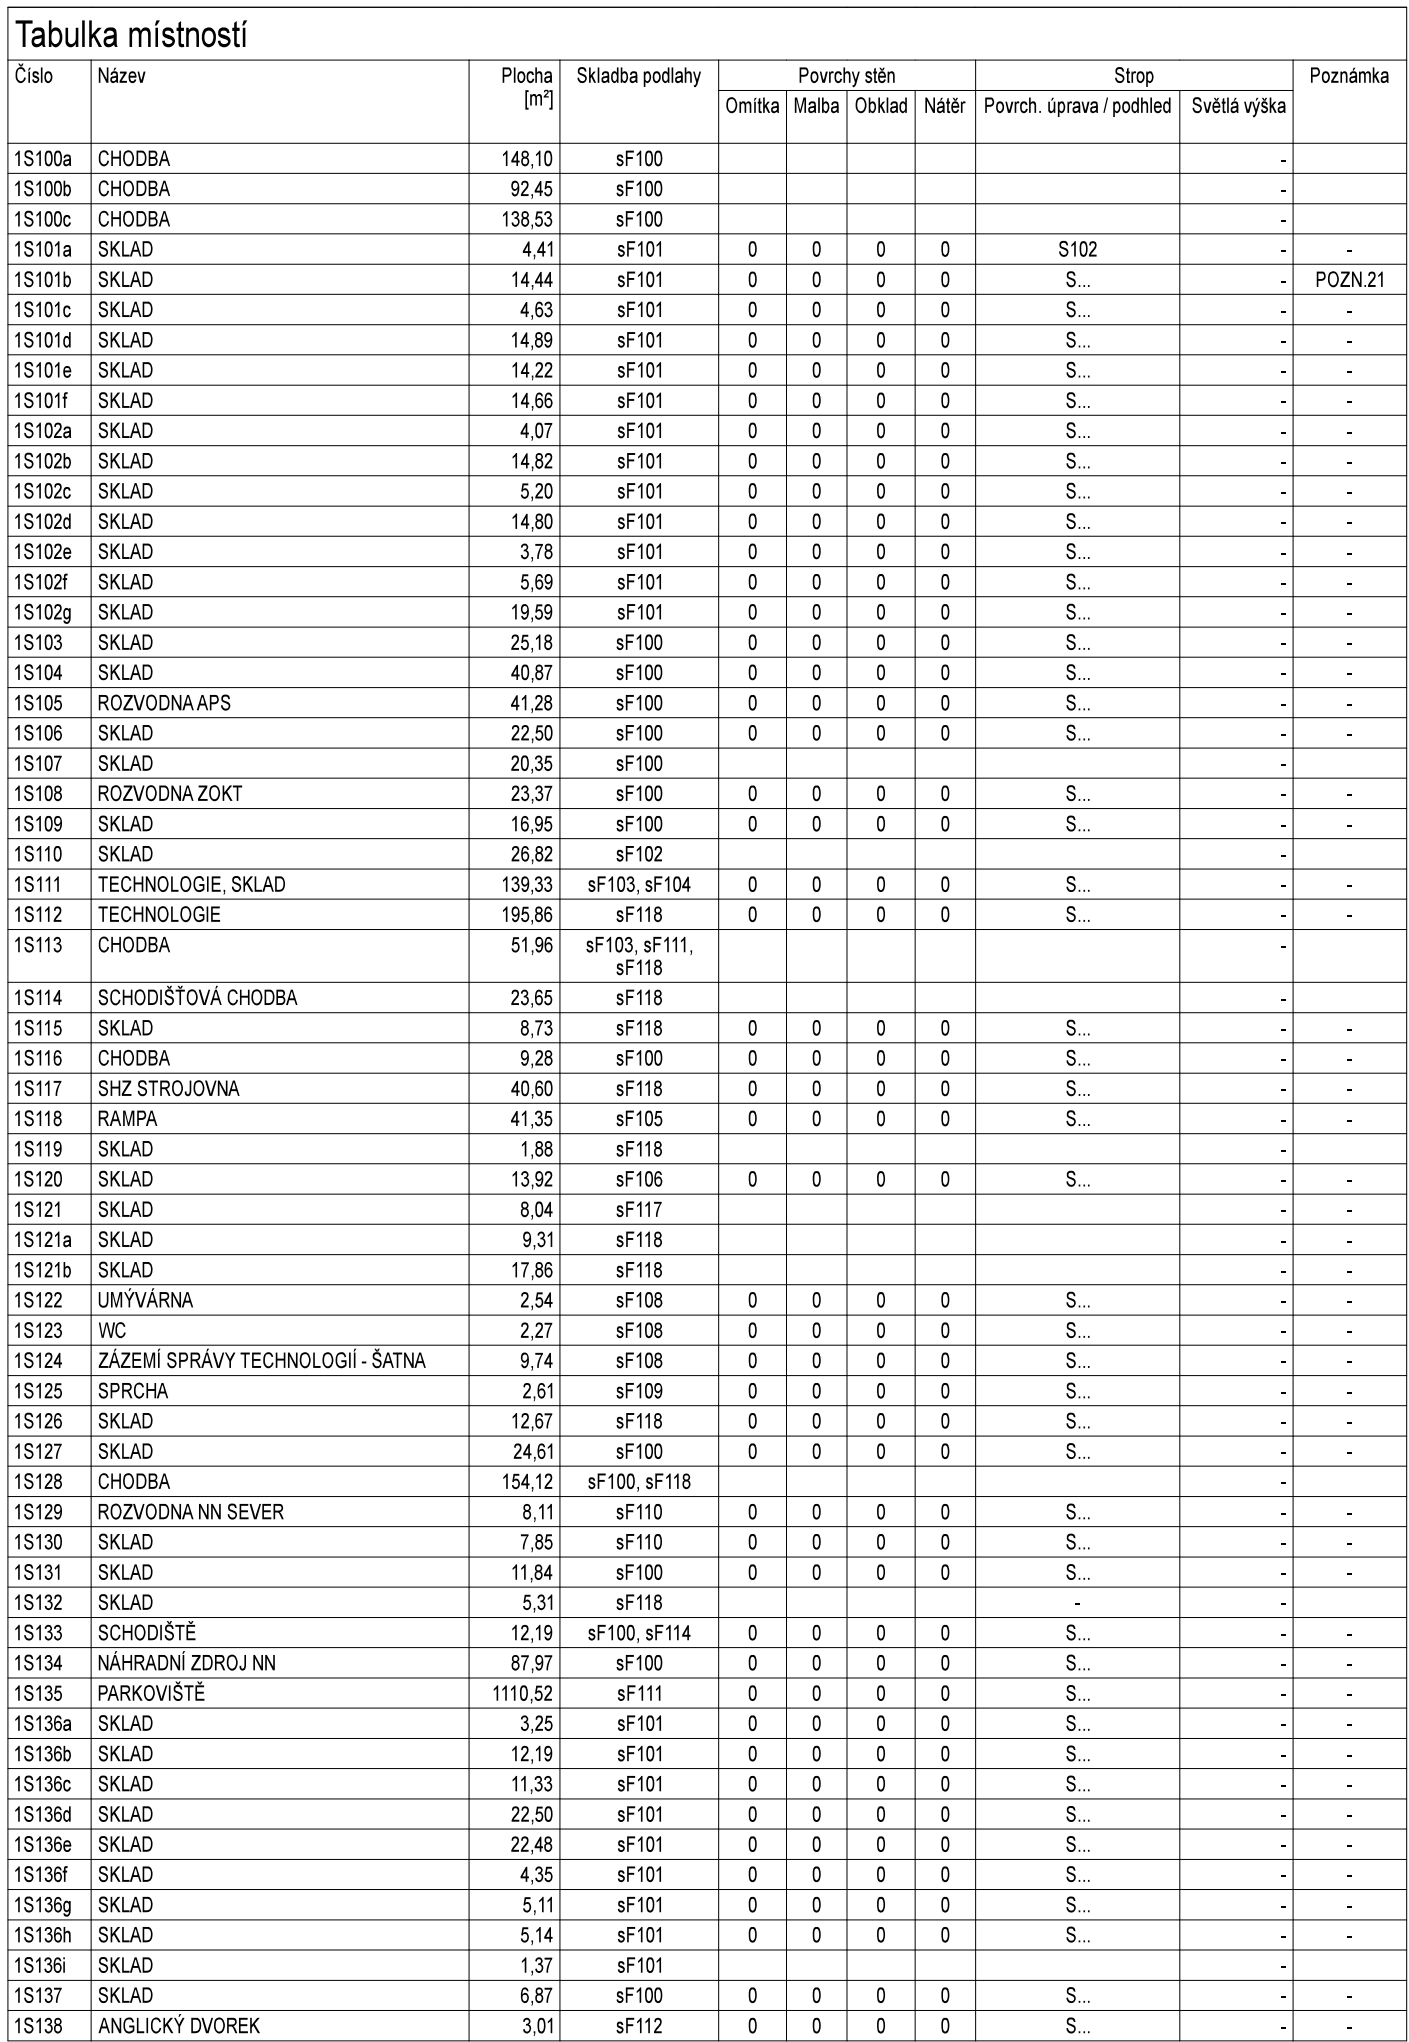 Tabulka místností
Číslo Název Plocha [m²] Skladba podlahy Povrchy stěn Strop Poznámka
Omítka Malba Obklad Nátěr Povrch. úprava / podhled Světlá výška
1S100a CHODBA 148,10 sF100 -
1S100b CHODBA 92,45 sF100 -
1S100c CHODBA 138,53 sF100 -
1S101a SKLAD 4,41 sF101 0 0 0 0 S102 - -
1S101b SKLAD 14,44 sF101 0 0 0 0 S... - POZN.21
1S101c SKLAD 4,63 sF101 0 0 0 0 S... - -
1S101d SKLAD 14,89 sF101 0 0 0 0 S... - -
1S101e SKLAD 14,22 sF101 0 0 0 0 S... - -
1S101f SKLAD 14,66 sF101 0 0 0 0 S... - -
1S102a SKLAD 4,07 sF101 0 0 0 0 S... - -
1S102b SKLAD 14,82 sF101 0 0 0 0 S... - -
1S102c SKLAD 5,20 sF101 0 0 0 0 S... - -
1S102d SKLAD 14,80 sF101 0 0 0 0 S... - -
1S102e SKLAD 3,78 sF101 0 0 0 0 S... - -
1S102f SKLAD 5,69 sF101 0 0 0 0 S... - -
1S102g SKLAD 19,59 sF101 0 0 0 0 S... - -
1S103 SKLAD 25,18 sF100 0 0 0 0 S... - -
1S104 SKLAD 40,87 sF100 0 0 0 0 S... - -
1S105 ROZVODNA APS 41,28 sF100 0 0 0 0 S... - -
1S106 SKLAD 22,50 sF100 0 0 0 0 S... - -
1S107 SKLAD 20,35 sF100 -
1S108 ROZVODNA ZOKT 23,37 sF100 0 0 0 0 S... - -
1S109 SKLAD 16,95 sF100 0 0 0 0 S... - -
1S110 SKLAD 26,82 sF102 -
1S111 TECHNOLOGIE, SKLAD 139,33 sF103, sF104 0 0 0 0 S... - -
1S112 TECHNOLOGIE 195,86 sF118 0 0 0 0 S... - -
1S113 CHODBA 51,96 sF103, sF111, -
sF118
1S114 SCHODIŠŤOVÁ CHODBA 23,65 sF118 -
1S115 SKLAD 8,73 sF118 0 0 0 0 S... - -
1S116 CHODBA 9,28 sF100 0 0 0 0 S... - -
1S117 SHZ STROJOVNA 40,60 sF118 0 0 0 0 S... - -
1S118 RAMPA 41,35 sF105 0 0 0 0 S... - -
1S119 SKLAD 1,88 sF118 -
1S120 SKLAD 13,92 sF106 0 0 0 0 S... - -
1S121 SKLAD 8,04 sF117 - -
1S121a SKLAD 9,31 sF118 - -
1S121b SKLAD 17,86 sF118 - -
1S122 UMÝVÁRNA 2,54 sF108 0 0 0 0 S... - -
1S123 WC 2,27 sF108 0 0 0 0 S... - -
1S124 ZÁZEMÍ SPRÁVY TECHNOLOGIÍ - ŠATNA 9,74 sF108 0 0 0 0 S... - -
1S125 SPRCHA 2,61 sF109 0 0 0 0 S... - -
1S126 SKLAD 12,67 sF118 0 0 0 0 S... - -
1S127 SKLAD 24,61 sF100 0 0 0 0 S... - -
1S128 CHODBA 154,12 sF100, sF118 -
1S129 ROZVODNA NN SEVER 8,11 sF110 0 0 0 0 S... - -
1S130 SKLAD 7,85 sF110 0 0 0 0 S... - -
1S131 SKLAD 11,84 sF100 0 0 0 0 S... - -
1S132 SKLAD 5,31 sF118 - -
1S133 SCHODIŠTĚ 12,19 sF100, sF114 0 0 0 0 S... - -
1S134 NÁHRADNÍ ZDROJ NN 87,97 sF100 0 0 0 0 S... - -
1S135 PARKOVIŠTĚ 1110,52 sF111 0 0 0 0 S... - -
1S136a SKLAD 3,25 sF101 0 0 0 0 S... - -
1S136b SKLAD 12,19 sF101 0 0 0 0 S... - -
1S136c SKLAD 11,33 sF101 0 0 0 0 S... - -
1S136d SKLAD 22,50 sF101 0 0 0 0 S... - -
1S136e SKLAD 22,48 sF101 0 0 0 0 S... - -
1S136f SKLAD 4,35 sF101 0 0 0 0 S... - -
1S136g SKLAD 5,11 sF101 0 0 0 0 S... - -
1S136h SKLAD 5,14 sF101 0 0 0 0 S... - -
1S136i SKLAD 1,37 sF101 -
1S137 SKLAD 6,87 sF100 0 0 0 0 S... - -
1S138 ANGLICKÝ DVOREK 3,01 sF112 0 0 0 0 S... - -